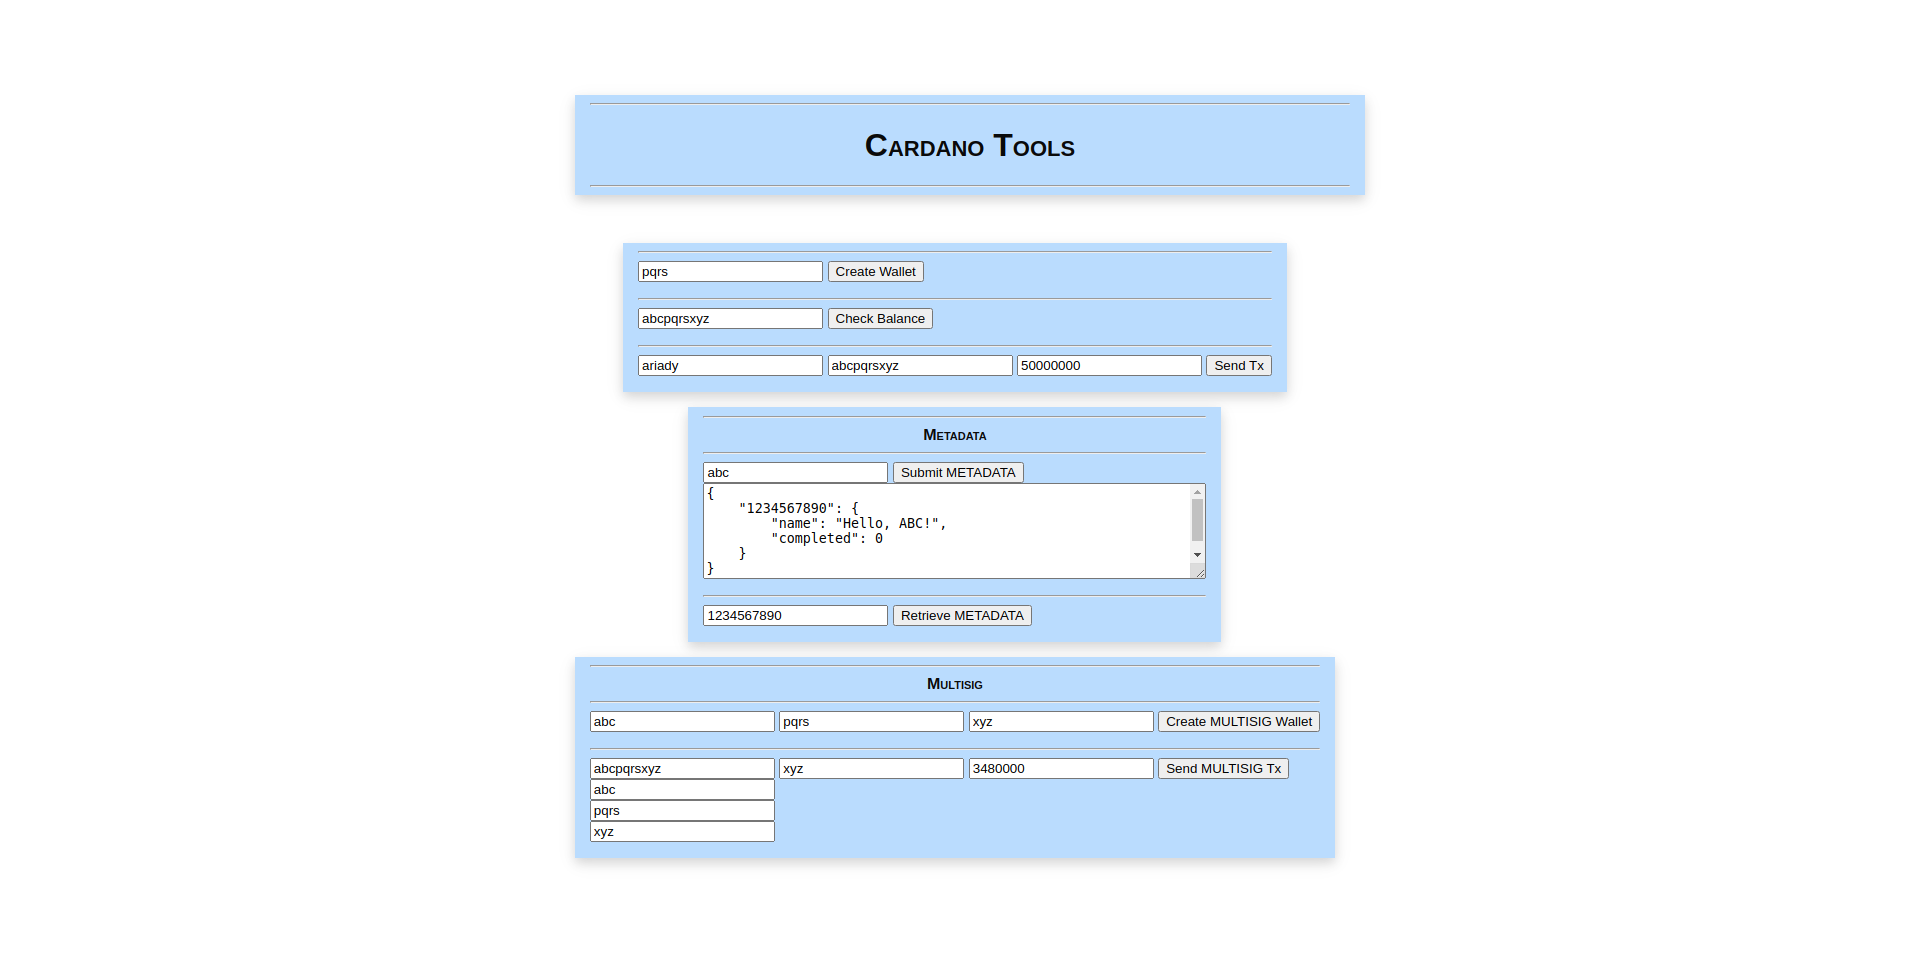 Cardano Tools
pqrs Create Wallet
abcpqrsxyz Check Balance
ariady abcpqrsxyz 50000000 Send Tx
Metadata
abc Submit METADATA
{
    "1234567890": {
        "name": "Hello, ABC!",
        "completed": 0
    }
}
1234567890 Retrieve METADATA
Multisig
abc pqrs xyz Create MULTISIG Wallet
abcpqrsxyz xyz 3480000 Send MULTISIG Tx
abc
pqrs
xyz